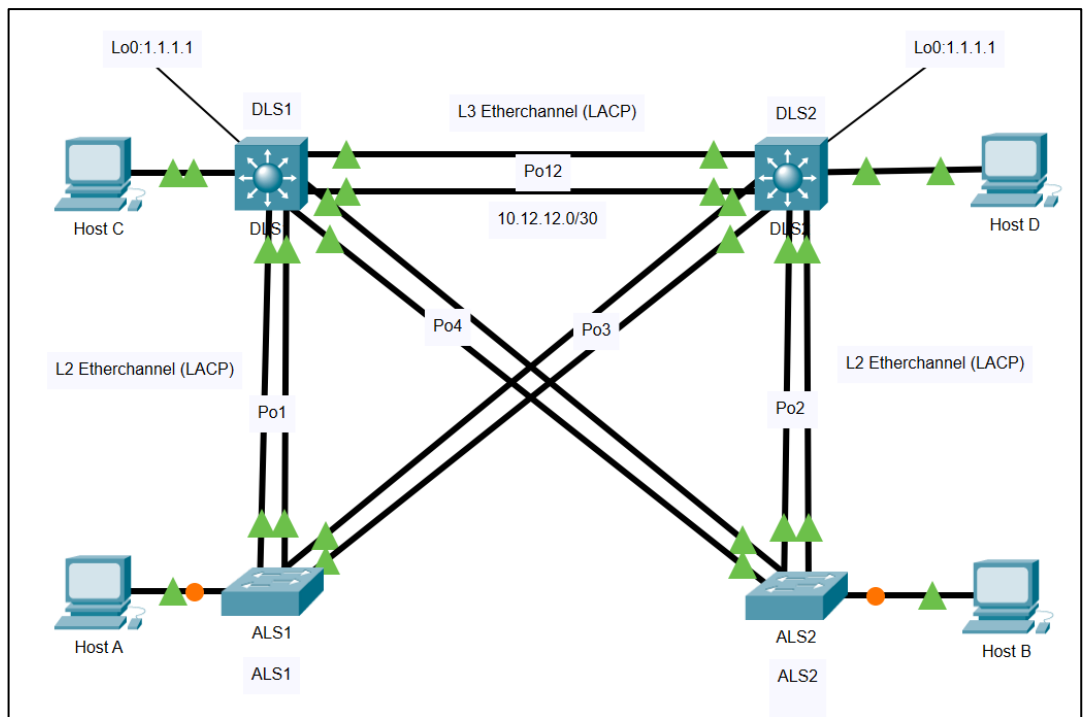 Lo0:1.1.1.1
Lo0:1.1.1.1
DLS1
L3 Etherchannel (LACP)
DLS2
Po12
Host C
DLS
10.12.12.0/30
DLS2
Host D
Po4
Po3
L2 Etherchannel (LACP)
L2 Etherchannel (LACP)
Po1
Po2
Host A
ALS1
ALS2
Host B
ALS1
ALS2